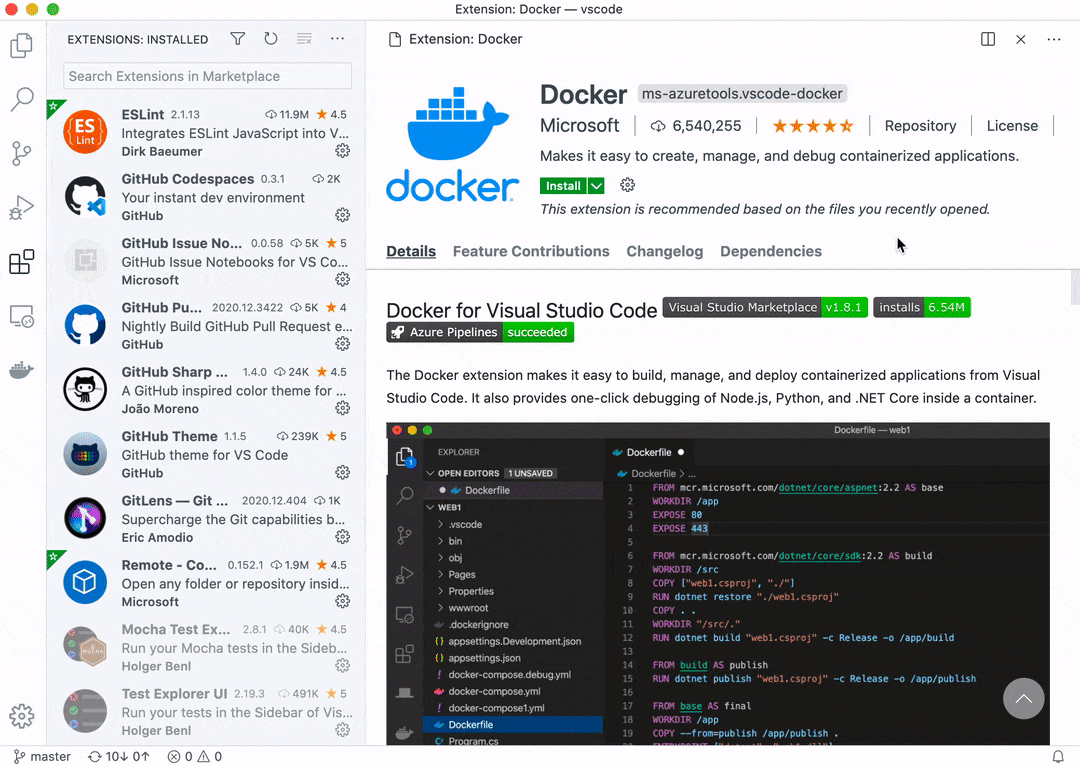 Extension: Docker — vscode
EXTENSIONS: INSTALLED
Search Extensions in Marketplace
ES
Lint
ESLint 2.1.13 11.9M 4.5
Integrates ESLint JavaScript into V...
Dirk Baeumer
GitHub Codespaces 0.3.1 2K
Your instant dev environment
GitHub
GitHub Issue No... 0.0.58 5K 5
GitHub Issue Notebooks for VS Co...
Microsoft
GitHub Pu... 2020.12.3422 5K 4
Nightly Build GitHub Pull Request e...
GitHub
GitHub Sharp ... 1.4.0 24K 4.5
A GitHub inspired color theme for ...
João Moreno
GitHub Theme 1.1.5 239K 5
GitHub theme for VS Code
GitHub
GitLens — Git ... 2020.12.404 1K
Supercharge the Git capabilities b...
Eric Amodio
Remote - Co... 0.152.1 1.9M 4.5
Open any folder or repository insid...
Microsoft
MOCHA
Mocha Test Ex... 2.8.1 40K 4.5
Run your Mocha tests in the Sideb...
Holger Benl
Test Explorer UI 2.19.3 491K 5
Run your tests in the Sidebar of Vis...
Holger Benl
Extension: Docker
docker
Docker ms-azuretools.vscode-docker
Microsoft 6,540,255 Repository License
Makes it easy to create, manage, and debug containerized applications.
Install
This extension is recommended based on the files you recently opened.
Details Feature Contributions Changelog Dependencies
Docker for Visual Studio Code Visual Studio Marketplace v1.8.1 installs 6.54M
Azure Pipelines succeeded
The Docker extension makes it easy to build, manage, and deploy containerized applications from Visual
Studio Code. It also provides one-click debugging of Node.js, Python, and .NET Core inside a container.
Dockerfile — web1
EXPLORER
OPEN EDITORS 1 UNSAVED
Dockerfile
WEB1
.vscode
bin
obj
Pages
Properties
wwwroot
.dockerignore
appsettings.Development.json
appsettings.json
docker-compose.debug.yml
docker-compose.yml
docker-compose1.yml
Dockerfile
Program.cs
Dockerfile
Dockerfile > ...
1 FROM mcr.microsoft.com/dotnet/core/aspnet:2.2 AS base
2 WORKDIR /app
3 EXPOSE 80
4 EXPOSE 443
5
6 FROM mcr.microsoft.com/dotnet/core/sdk:2.2 AS build
7 WORKDIR /src
8 COPY ["web1.csproj", "./"]
9 RUN dotnet restore "./web1.csproj"
10 COPY . .
11 WORKDIR "/src/."
12 RUN dotnet build "web1.csproj" -c Release -o /app/build
13
14 FROM build AS publish
15 RUN dotnet publish "web1.csproj" -c Release -o /app/publish
16
17 FROM base AS final
18 WORKDIR /app
19 COPY --from=publish /app/publish .
master 10↓ 0↑ 0 0